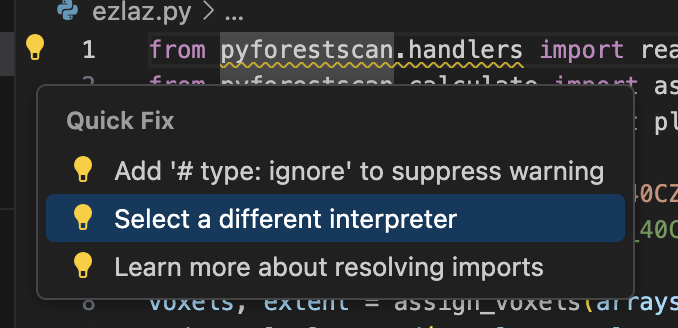 ezlaz.py > ...
1 from pyforestscan.handlers import rea
from pyforestscan.calculate import as
Quick Fix
t pl
Add '# type: ignore' to suppress warning
40CZ
Select a different interpreter
_40C
Learn more about resolving imports
8 voxels, extent = assign_voxels(arrays